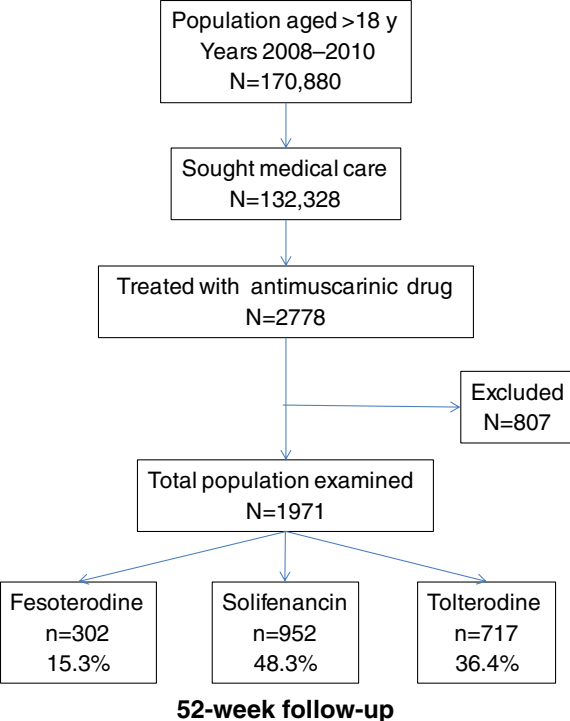 Population aged >18 y
Years 2008–2010
N=170,880
Sought medical care
N=132,328
Treated with antimuscarinic drug
N=2778
Excluded
N=807
Total population examined
N=1971
Fesoterodine
n=302
15.3%
Solifenancin
n=952
48.3%
Tolterodine
n=717
36.4%
52-week follow-up